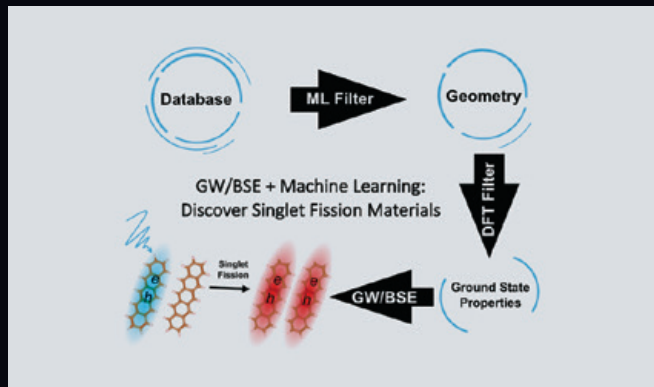 Database
ML Filter
Geometry
GW/BSE + Machine Learning:
Discover Singlet Fission Materials
DFT Filter
Singlet
Fission
e
h
e
h
e
h
GW/BSE
Ground State
Properties